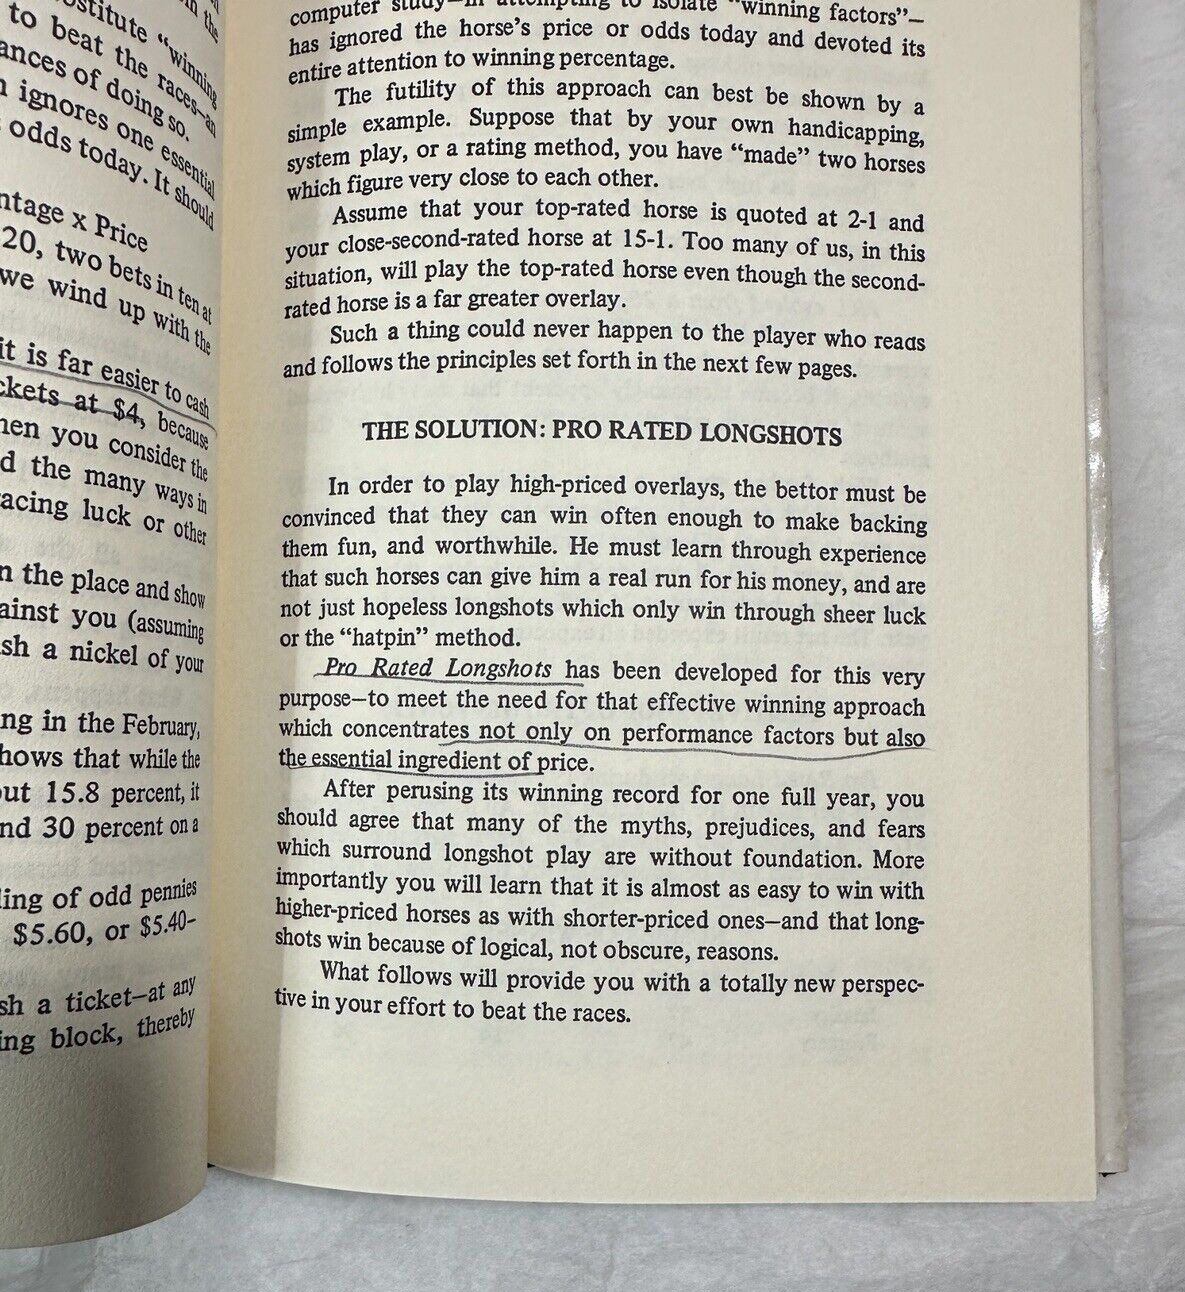 ostitute "winning
to beat the races—an
ances of doing so.
ignores one essential
odds today. It should
ntage x Price
20, two bets in ten at
we wind up with the
it is far easier to cash
ckets at $4, because
hen you consider the
d the many ways in
racing luck or other
n the place and show
ainst you (assuming
sh a nickel of your
ng in the February,
hows that while the
out 15.8 percent, it
nd 30 percent on a
ling of odd pennies
$5.60, or $5.40—
sh a ticket—at any
ing block, thereby
computer study—in attempting to isolate "winning factors"—
has ignored the horse's price or odds today and devoted its
entire attention to winning percentage.
The futility of this approach can best be shown by a
simple example. Suppose that by your own handicapping,
system play, or a rating method, you have "made" two horses
which figure very close to each other.
Assume that your top-rated horse is quoted at 2-1 and
your close-second-rated horse at 15-1. Too many of us, in this
situation, will play the top-rated horse even though the second-
rated horse is a far greater overlay.
Such a thing could never happen to the player who reads
and follows the principles set forth in the next few pages.
THE SOLUTION: PRO RATED LONGSHOTS
In order to play high-priced overlays, the bettor must be
convinced that they can win often enough to make backing
them fun, and worthwhile. He must learn through experience
that such horses can give him a real run for his money, and are
not just hopeless longshots which only win through sheer luck
or the "hatpin" method.
Pro Rated Longshots has been developed for this very
purpose—to meet the need for that effective winning approach
which concentrates not only on performance factors but also
the essential ingredient of price.
After perusing its winning record for one full year, you
should agree that many of the myths, prejudices, and fears
which surround longshot play are without foundation. More
importantly you will learn that it is almost as easy to win with
higher-priced horses as with shorter-priced ones—and that long-
shots win because of logical, not obscure, reasons.
What follows will provide you with a totally new perspec-
tive in your effort to beat the races.